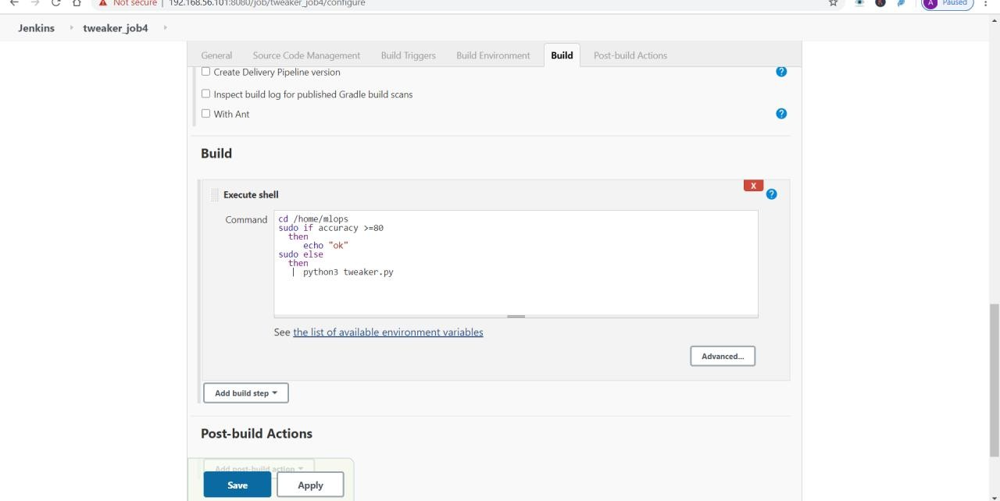 Not secure | 192.168.56.101:8080/job/tweaker_job4/configure
A Paused
Jenkins tweaker_job4
General Source Code Management Build Triggers Build Environment Build Post-build Actions
Create Delivery Pipeline version ?
Inspect build log for published Gradle build scans
With Ant ?
Build
X
Execute shell ?
Command
cd /home/mlops
sudo if accuracy >=80
then
echo "ok"
sudo else
then
python3 tweaker.py
See the list of available environment variables
Advanced...
Add build step
Post-build Actions
Add post-build action
Save Apply